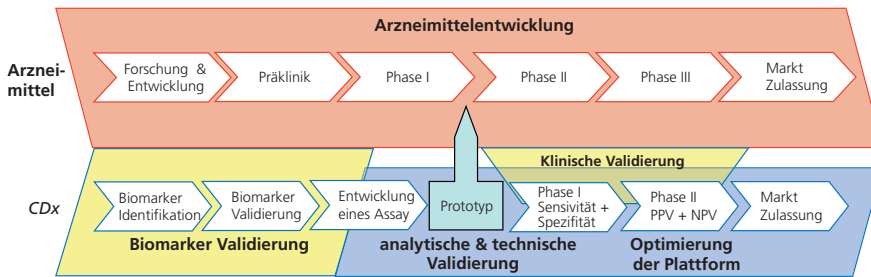 Arzneimittelentwicklung
Arznei-
mittel
Forschung &
Entwicklung
Präklinik
Phase I
Phase II
Phase III
Markt
Zulassung
Klinische Validierung
CDx
Biomarker
Identifikation
Biomarker
Validierung
Entwicklung
eines Assay
Prototyp
Phase I
Sensivität +
Spezifität
Phase II
PPV + NPV
Markt
Zulassung
Biomarker Validierung
analytische & technische
Validierung
Optimierung
der Plattform